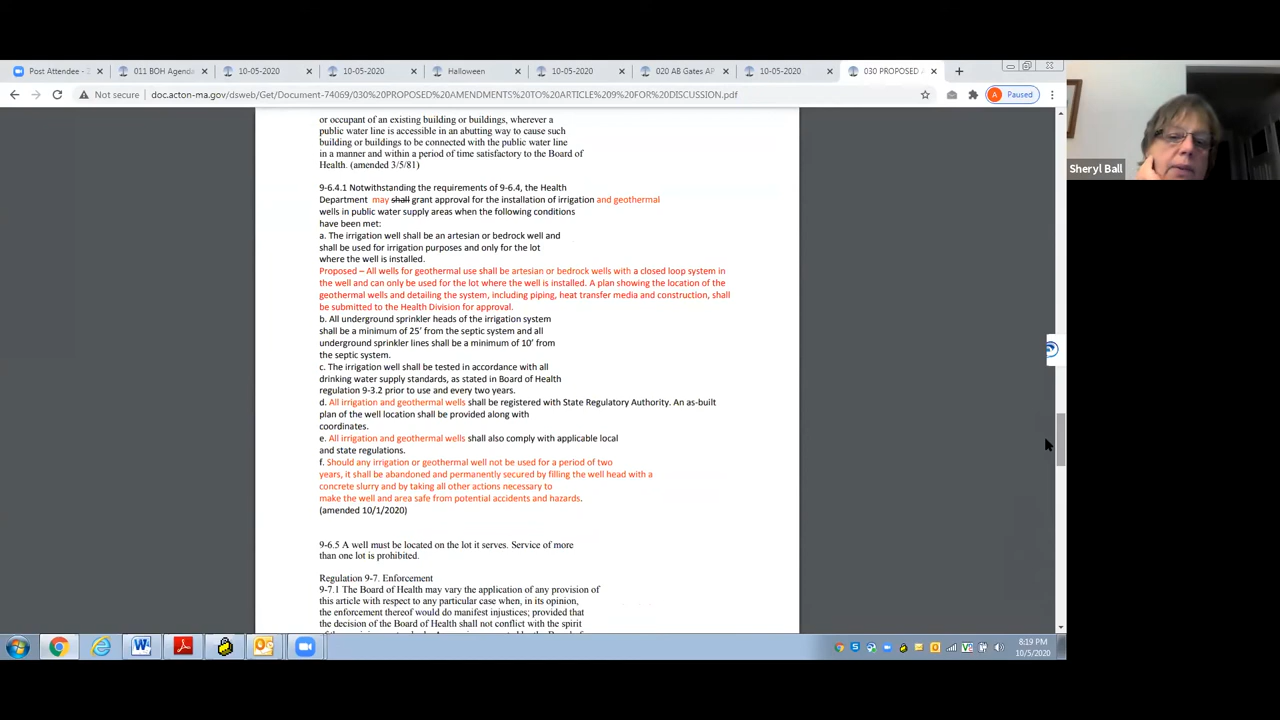 Post Attendee - Z
011 BOH Agenda
10-05-2020
10-05-2020
Halloween
10-05-2020
020 AB Gates AP
10-05-2020
030 PROPOSED A
Not secure
doc.acton-ma.gov/dsweb/Get/Document-74069/030%20PROPOSED%20AMENDMENTS%20TO%20ARTICLE%209%20FOR%20DISCUSSION.pdf
A Paused
or occupant of an existing building or buildings, wherever a
public water line is accessible in an abutting way to cause such
building or buildings to be connected with the public water line
in a manner and within a period of time satisfactory to the Board of
Health. (amended 3/5/81)
9-6.4.1 Notwithstanding the requirements of 9-6.4, the Health
Department may shall grant approval for the installation of irrigation and geothermal
wells in public water supply areas when the following conditions
have been met:
a. The irrigation well shall be an artesian or bedrock well and
shall be used for irrigation purposes and only for the lot
where the well is installed.
Proposed – All wells for geothermal use shall be artesian or bedrock wells with a closed loop system in
the well and can only be used for the lot where the well is installed. A plan showing the location of the
geothermal wells and detailing the system, including piping, heat transfer media and construction, shall
be submitted to the Health Division for approval.
b. All underground sprinkler heads of the irrigation system
shall be a minimum of 25' from the septic system and all
underground sprinkler lines shall be a minimum of 10' from
the septic system.
c. The irrigation well shall be tested in accordance with all
drinking water supply standards, as stated in Board of Health
regulation 9-3.2 prior to use and every two years.
d. All irrigation and geothermal wells shall be registered with State Regulatory Authority. An as-built
plan of the well location shall be provided along with
coordinates.
e. All irrigation and geothermal wells shall also comply with applicable local
and state regulations.
f. Should any irrigation or geothermal well not be used for a period of two
years, it shall be abandoned and permanently secured by filling the well head with a
concrete slurry and by taking all other actions necessary to
make the well and area safe from potential accidents and hazards.
(amended 10/1/2020)
9-6.5 A well must be located on the lot it serves. Service of more
than one lot is prohibited.
Regulation 9-7. Enforcement
9-7.1 The Board of Health may vary the application of any provision of
this article with respect to any particular case when, in its opinion,
the enforcement thereof would do manifest injustices; provided that
the decision of the Board of Health shall not conflict with the spirit
Sheryl Ball
8:19 PM
10/5/2020